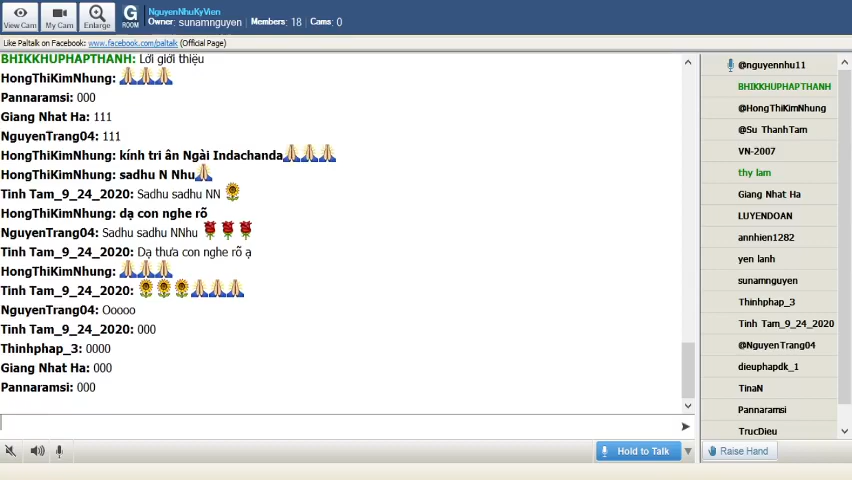 View Cam
My Cam
Enlarge
G
ROOM
NguyenNhuKyVien
Owner: sunamnguyen | Members: 18 | Cams: 0
Like Paltalk on Facebook: www.facebook.com/paltalk (Official Page)
BHIKKHUPHAPTHANH: Lời giới thiệu
HongThiKimNhung:
Pannaramsi: 000
Giang Nhat Ha: 111
NguyenTrang04: 111
HongThiKimNhung: kính tri ân Ngài Indachanda
HongThiKimNhung: sadhu N Nhu
Tinh Tam_9_24_2020: Sadhu sadhu NN
HongThiKimNhung: dạ con nghe rõ
NguyenTrang04: Sadhu sadhu NNhu
Tinh Tam_9_24_2020: Dạ thưa con nghe rõ ạ
HongThiKimNhung:
Tinh Tam_9_24_2020:
NguyenTrang04: Ooooo
Tinh Tam_9_24_2020: 000
Thinhphap_3: 0000
Giang Nhat Ha: 000
Pannaramsi: 000
@nguyennhu11
BHIKKHUPHAPTHANH
@HongThiKimNhung
@Su ThanhTam
VN-2007
thy lam
Giang Nhat Ha
LUYENDOAN
annhien1282
yen lanh
sunamnguyen
Thinhphap_3
Tinh Tam_9_24_2020
@NguyenTrang04
dieuphapdk_1
TinaN
Pannaramsi
TrucDieu
Hold to Talk
Raise Hand